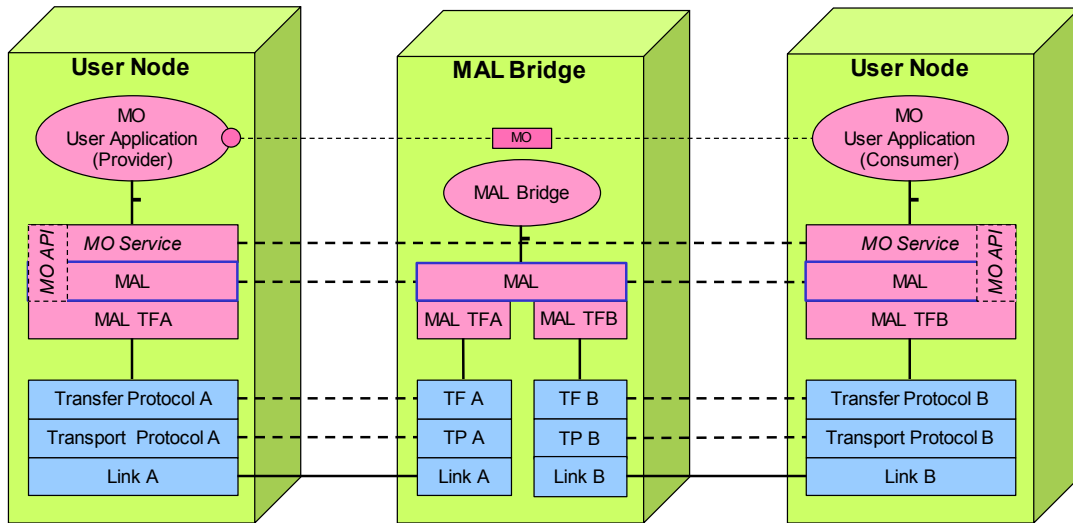 User Node
MO
User Application
(Provider)
MO API
MO Service
MAL
MAL TFA
Transfer Protocol A
Transport Protocol A
Link A
MAL Bridge
MO
MAL Bridge
MAL
MAL TFA
MAL TFB
TF A
TF B
TP A
TP B
Link A
Link B
User Node
MO
User Application
(Consumer)
MO Service
MAL
MO API
MAL TFB
Transfer Protocol B
Transport Protocol B
Link B